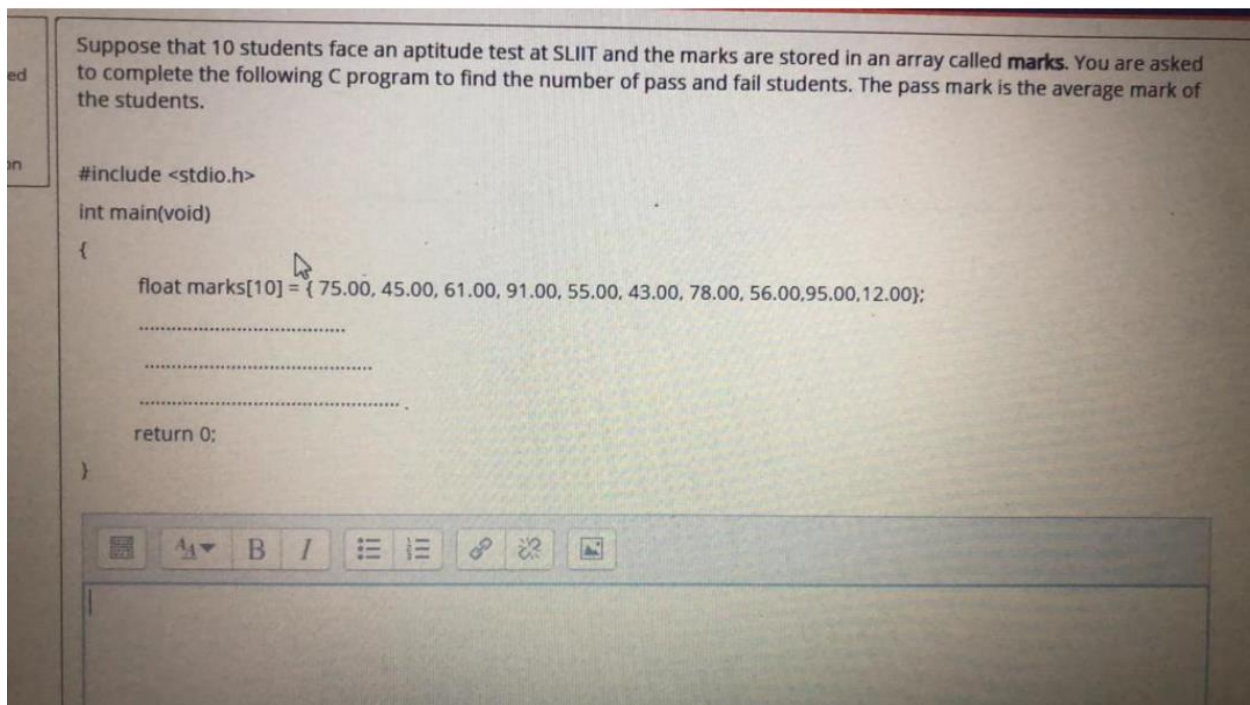 Suppose that 10 students face an aptitude test at SLIIT and the marks are stored in an array called marks. You are asked
ed
to complete the following C program to find the number of pass and fail students. The pass mark is the average mark of
the students.
on
#include <stdio.h>
int main(void)
{
float marks[10] = { 75.00, 45.00, 61.00, 91.00, 55.00, 43.00, 78.00, 56.00,95.00,12.00};
....................................
........................................
.............................................. .
return 0;
}
B I